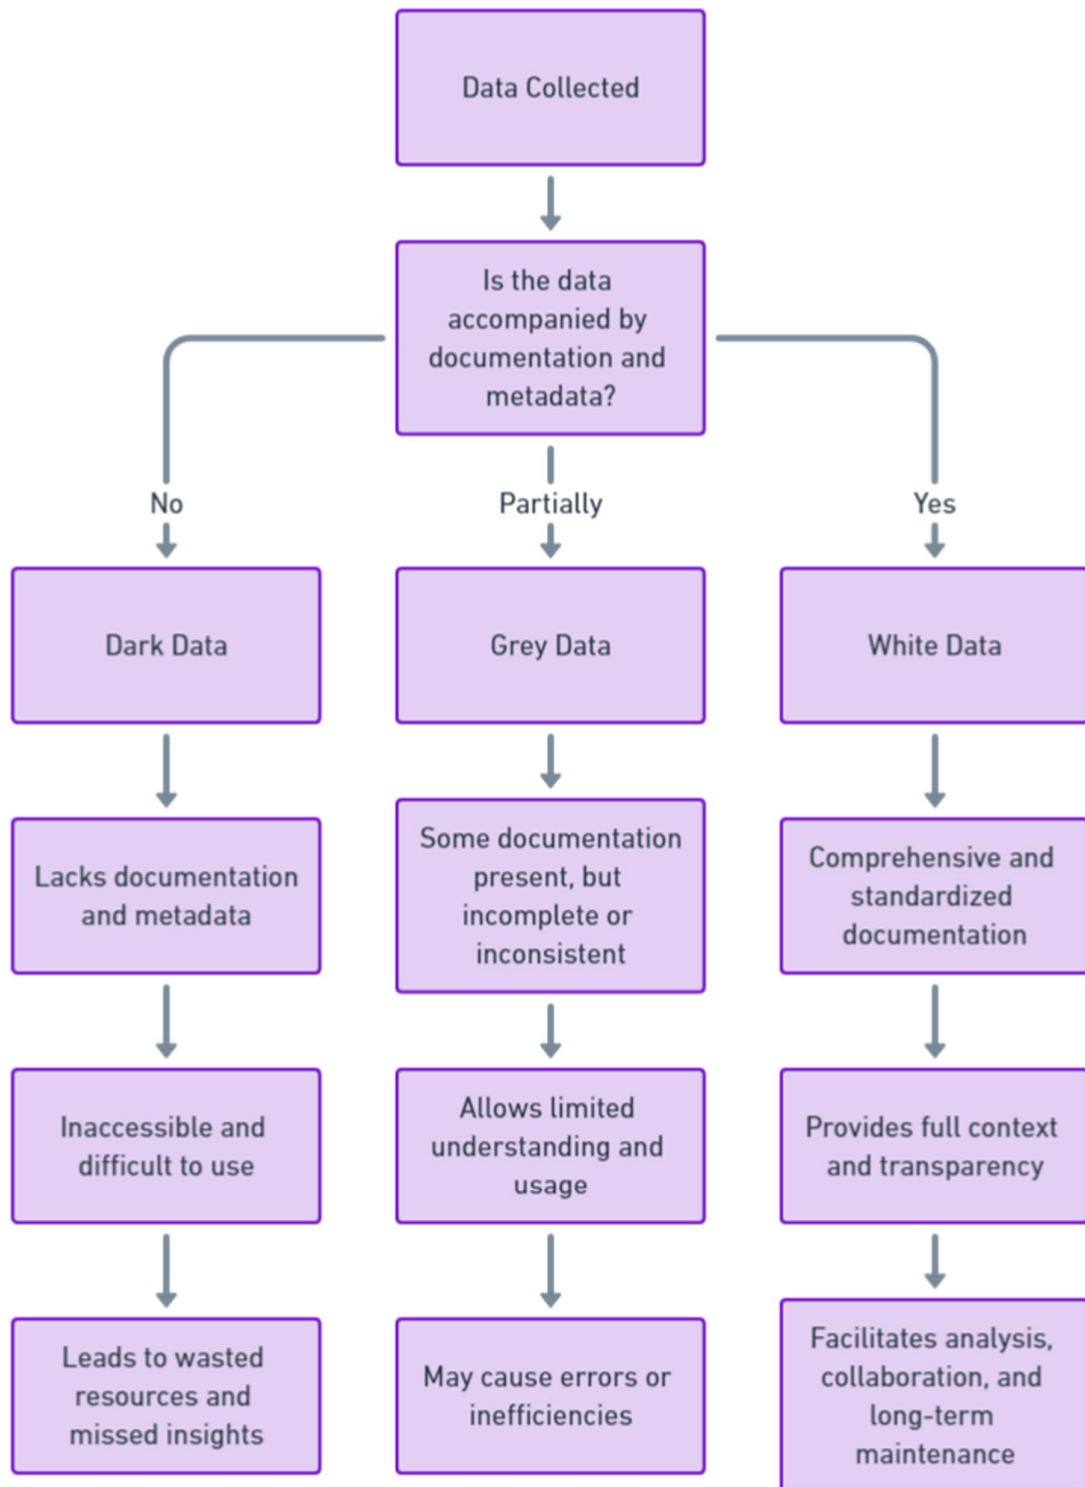 Data Collected
Is the data
accompanied by
documentation and
metadata?
No
Partially
Yes
Dark Data
Grey Data
White Data
Lacks documentation
and metadata
Some documentation
present, but
incomplete or
inconsistent
Comprehensive and
standardized
documentation
Inaccessible and
difficult to use
Allows limited
understanding and
usage
Provides full context
and transparency
Leads to wasted
resources and
missed insights
May cause errors or
inefficiencies
Facilitates analysis,
collaboration, and
long-term
maintenance